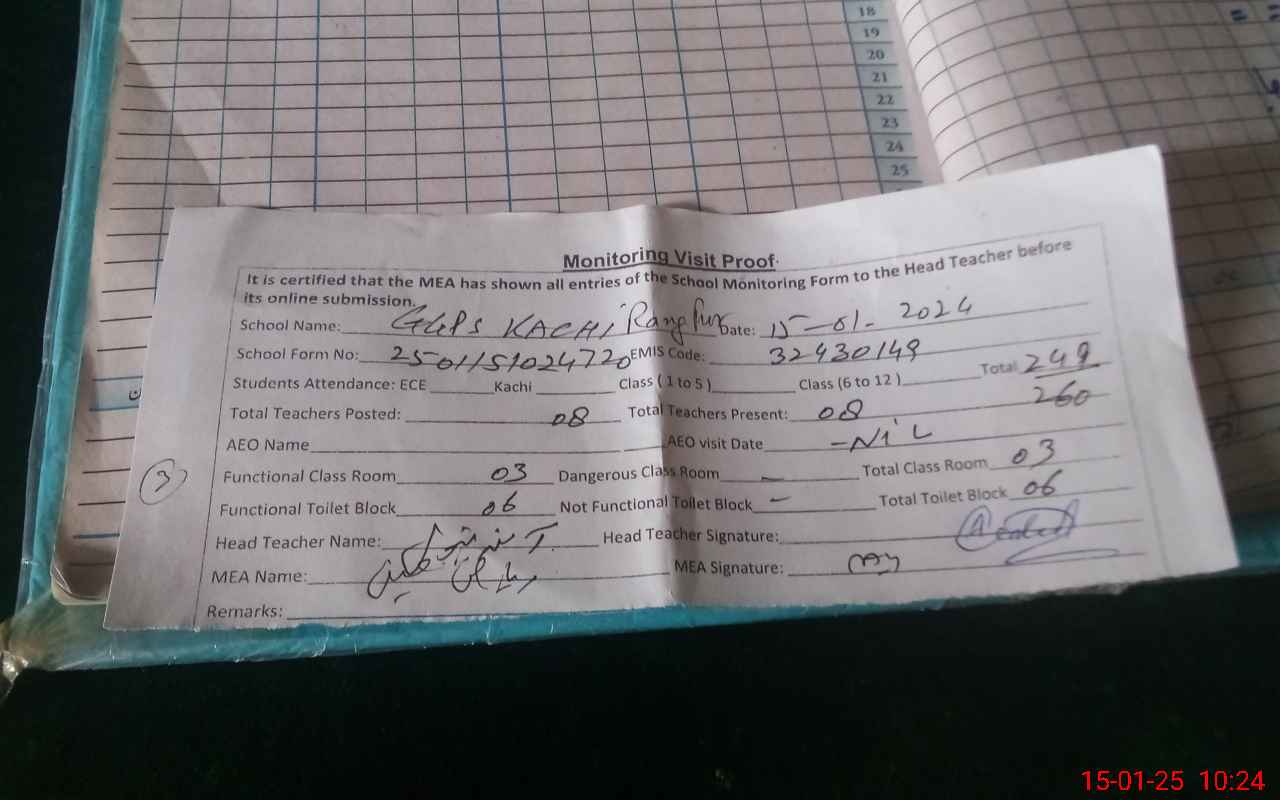 18
19
20
21
22
23
24
25
Monitoring Visit Proof.
It is certified that the MEA has shown all entries of the School Monitoring Form to the Head Teacher before
its online submission.
School Name: GGPS KACHI Rangpur Date: 15-01-2024
School Form No: 2501151024720 EMIS Code: 32430149
Students Attendance: ECE Kachi Class (1 to 5) Class (6 to 12) Total 249
260
Total Teachers Posted: 08 Total Teachers Present: 08
AEO Name AEO visit Date -Nil
Functional Class Room 03 Dangerous Class Room - Total Class Room 03
Functional Toilet Block 06 Not Functional Toilet Block - Total Toilet Block 06
Head Teacher Name: Head Teacher Signature:
MEA Name: MEA Signature:
Remarks:
15-01-25 10:24